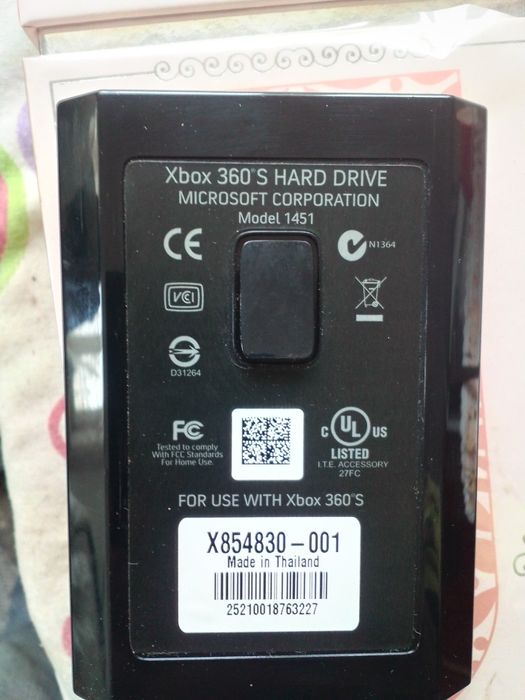 Xbox 360°S HARD DRIVE
MICROSOFT CORPORATION
Model 1451
CE
N1364
VCI
D31264
FC
Tested to comply
With FCC Standards
For Home Use.
C UL US
LISTED
I.T.E. ACCESSORY
27FC
FOR USE WITH Xbox 360°S
X854830-001
Made in Thailand
25210018763227